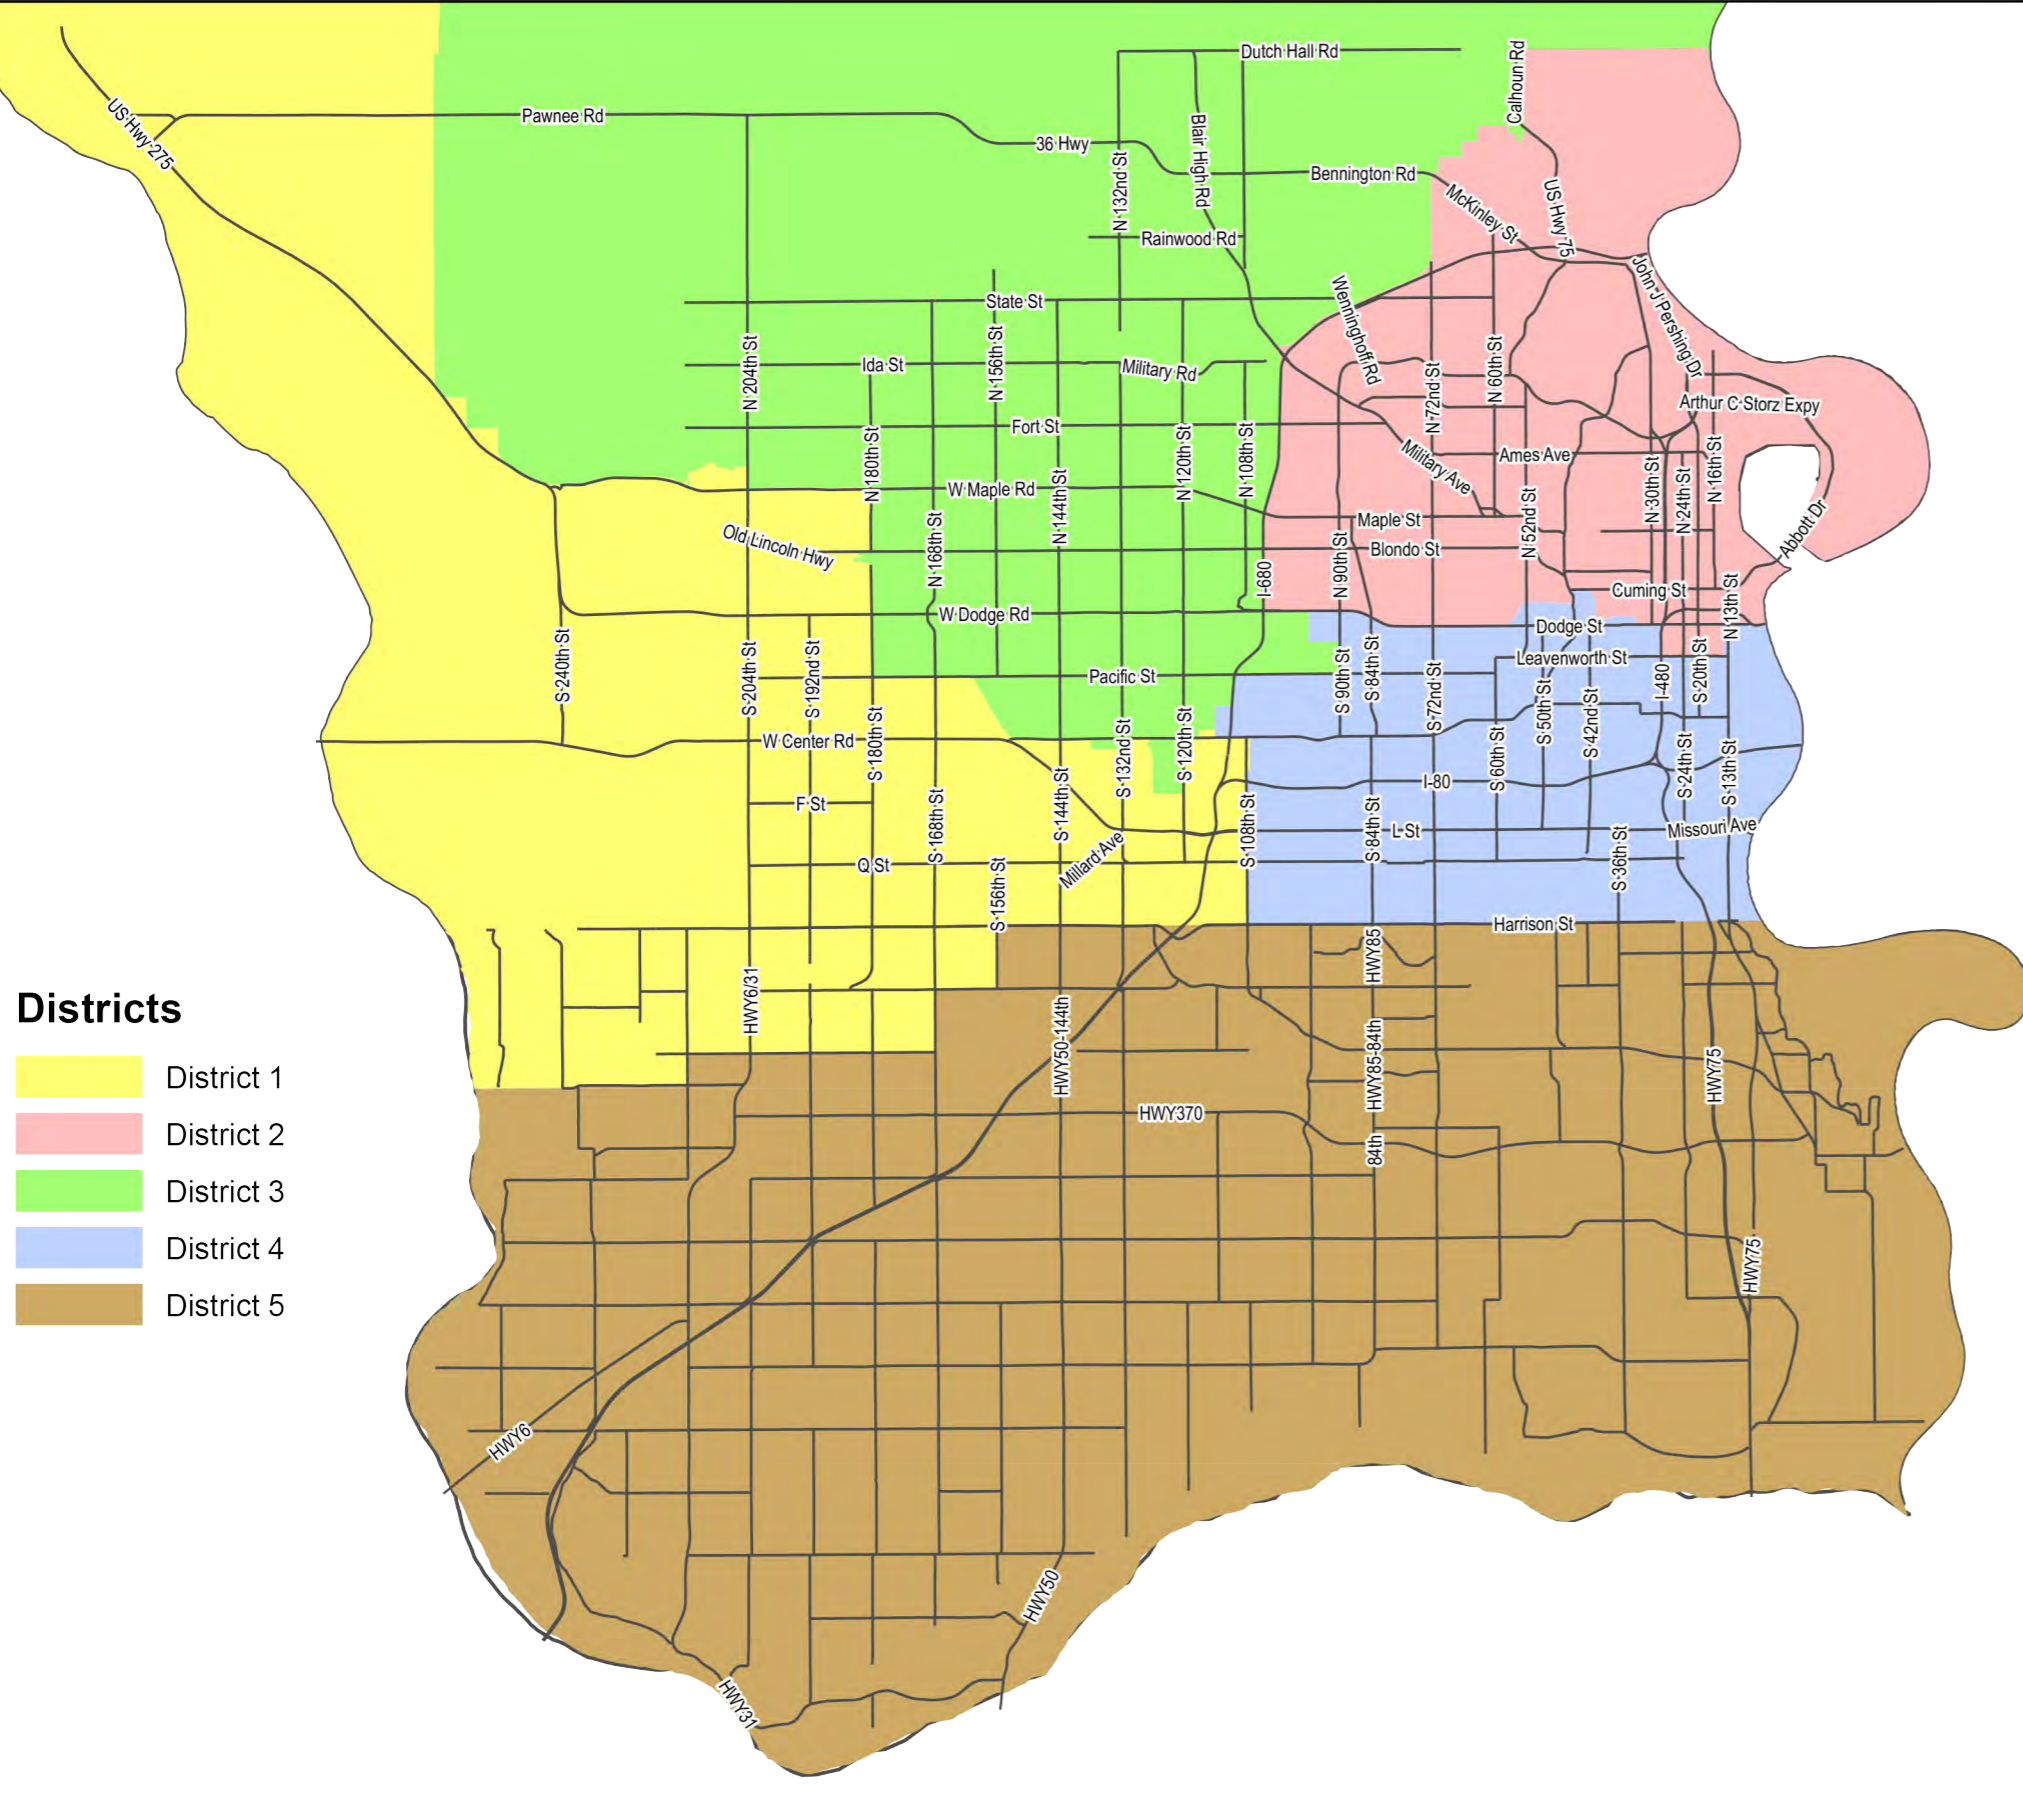 Dutch Hall Rd
Calhoun Rd
US Hwy 275
Pawnee Rd
36 Hwy
Blair High Rd
N 132nd St
Bennington Rd
McKinley St
US Hwy 75
Rainwood Rd
State St
Wenninghoff Rd
John J Pershing Dr
N 204th St
Ida St
N 156th St
Military Rd
N 72nd St
N 60th St
Arthur C Storz Expy
Fort St
N 180th St
N 120th St
N 108th St
Military Ave
Ames Ave
N 30th St
N 24th St
N 16th St
W Maple Rd
N 144th St
Maple St
N 52nd St
Abbott Dr
Old Lincoln Hwy
N 168th St
N 90th St
Blondo St
I-680
Cuming St
N 13th St
W Dodge Rd
Dodge St
S 240th St
S 204th St
S 192nd St
Pacific St
S 90th St
S 84th St
S 72nd St
Leavenworth St
S 50th St
S 42nd St
I-480
S 20th St
W Center Rd
S 180th St
S 132nd St
S 120th St
S 60th St
S 24th St
S 13th St
I-80
F St
S 168th St
S 144th St
S 108th St
S 84th St
L St
Missouri Ave
Q St
Millard Ave
S 36th St
S 156th St
Harrison St
HWY85
HWY6/31
HWY50-144th
HWY85-84th
HWY75
HWY370
84th
HWY75
HWY6
HWY50
HWY31
Districts
District 1
District 2
District 3
District 4
District 5